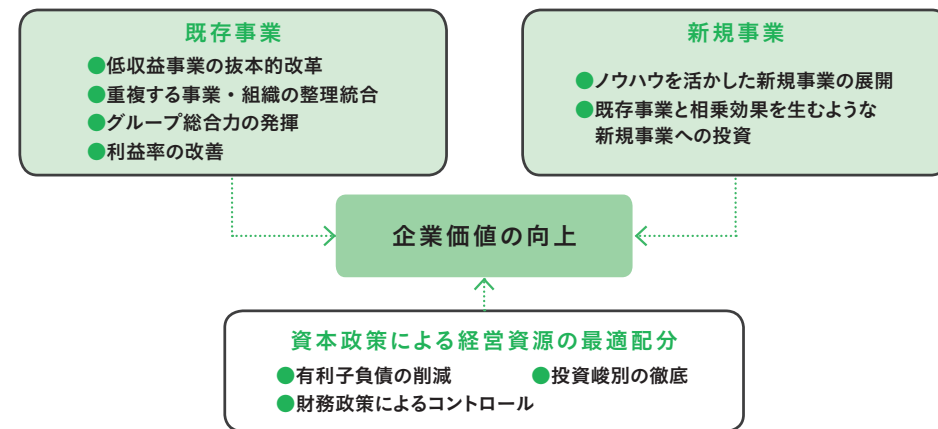 既存事業
●低収益事業の抜本的改革
●重複する事業・組織の整理統合
●グループ総合力の発揮
●利益率の改善
新規事業
●ノウハウを活かした新規事業の展開
●既存事業と相乗効果を生むような
新規事業への投資
企業価値の向上
資本政策による経営資源の最適配分
●有利子負債の削減 ●投資峻別の徹底
●財務政策によるコントロール